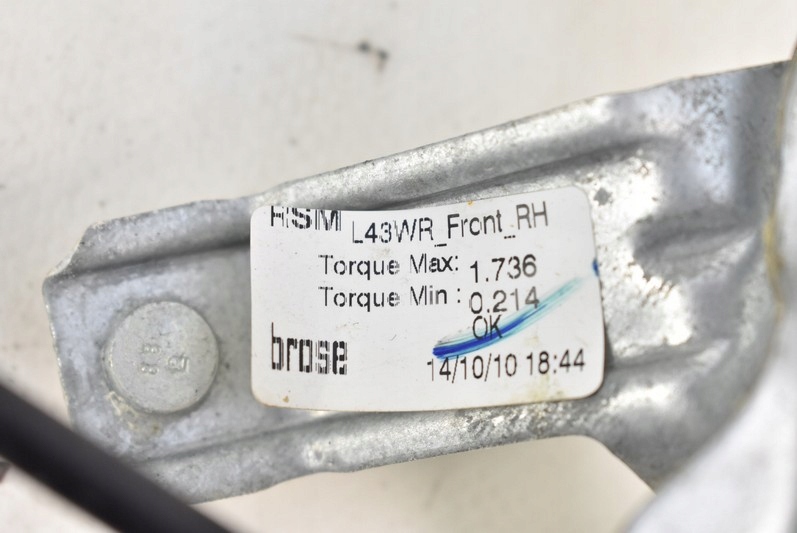 RSM L43WR_Front_RH
Torque Max: 1.736
Torque Min : 0.214
OK
brose 14/10/10 18:44